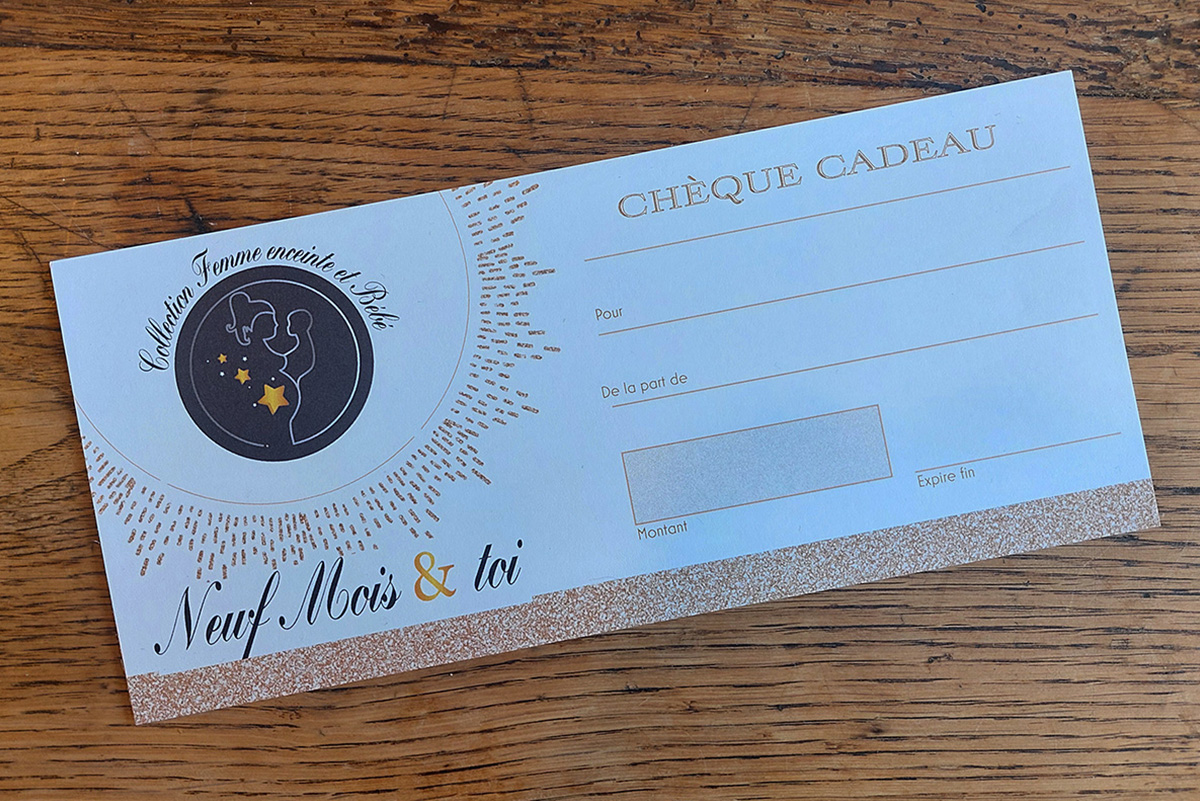 Collection Femme enceinte et Bébé
Neuf Mois & toi
CHÈQUE CADEAU
Pour
De la part de
Montant
Expire fin